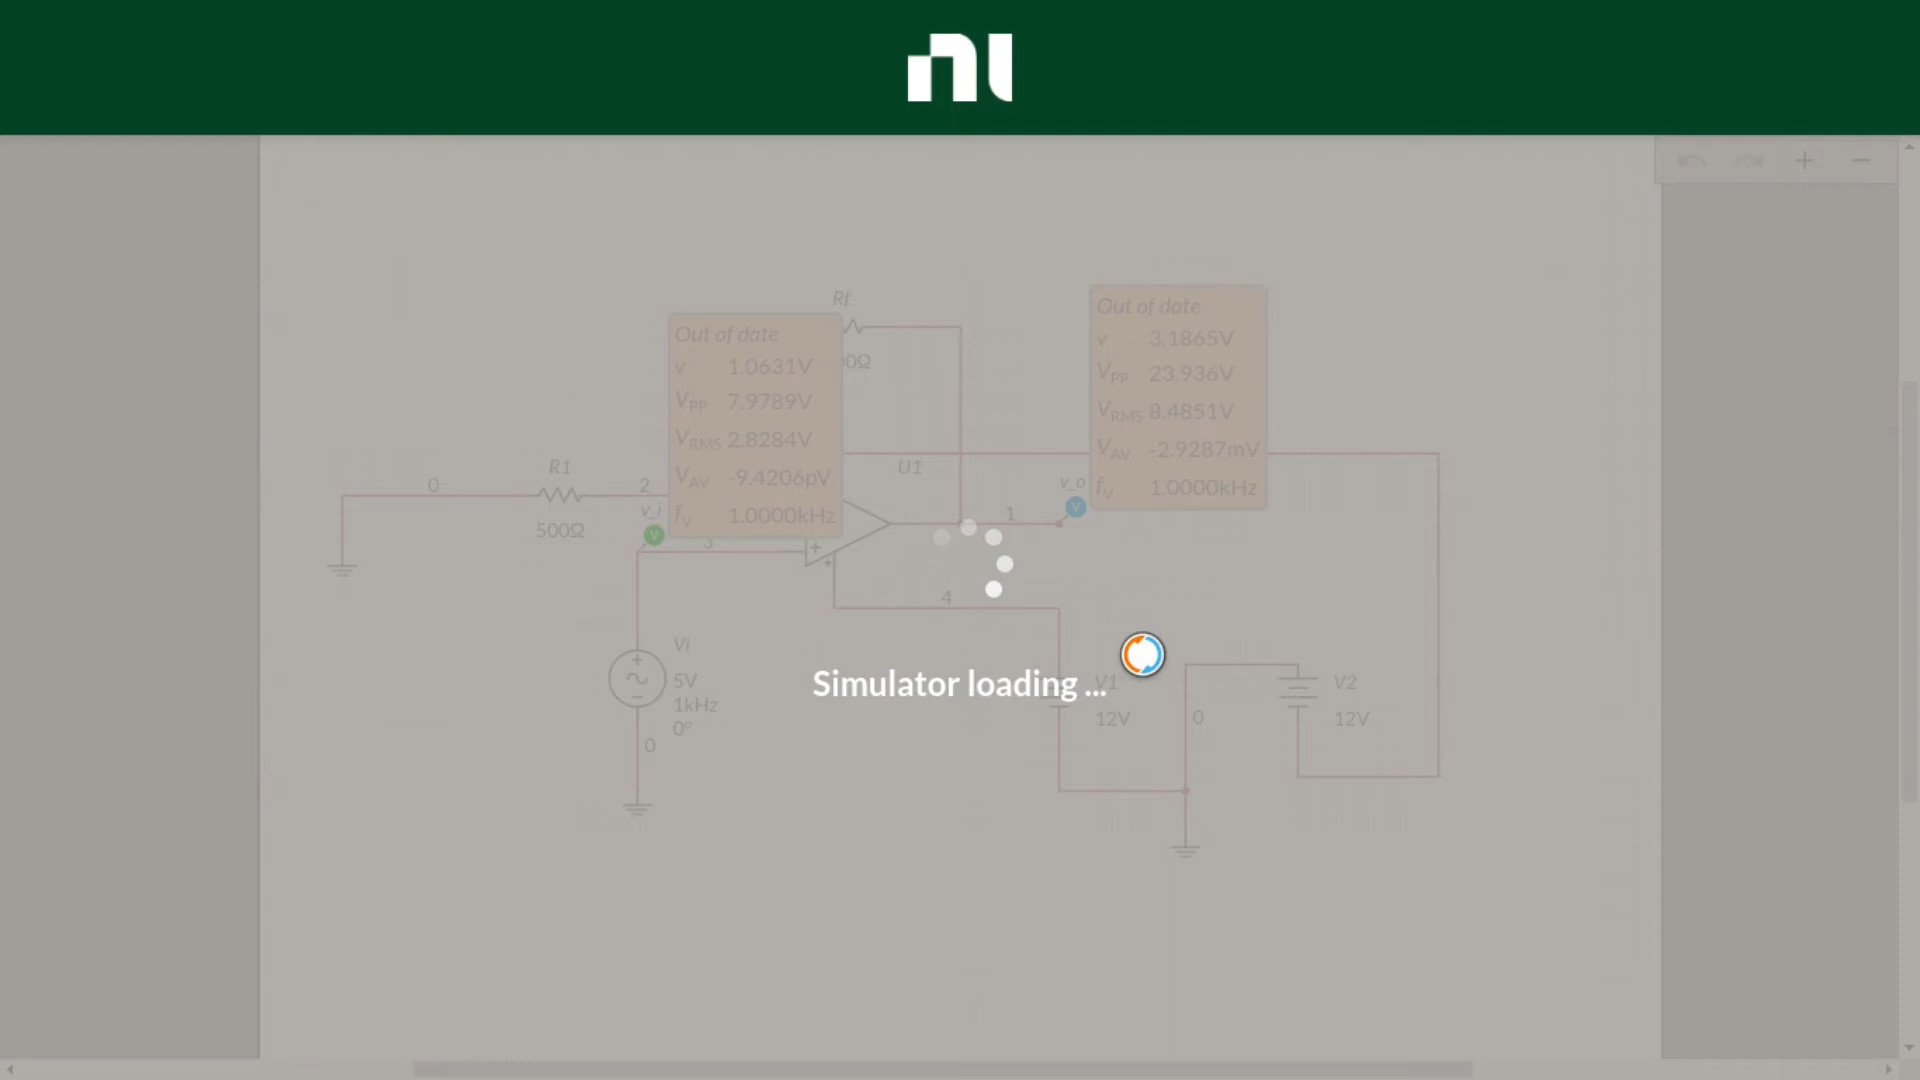 Rf
Out of date
v 1.0631V
VPP 7.9789V
VRMS 2.8284V
VAV -9.4206pV
fV 1.0000kHz
0Ω
Out of date
v 3.1865V
VPP 23.936V
VRMS 8.4851V
VAV -2.9287mV
fV 1.0000kHz
U1
R1
0
2
500Ω
v_i
V
3
v_o
V
1
4
Vi
5V
1kHz
0°
0
Simulator loading ...
V1
12V
0
V2
12V